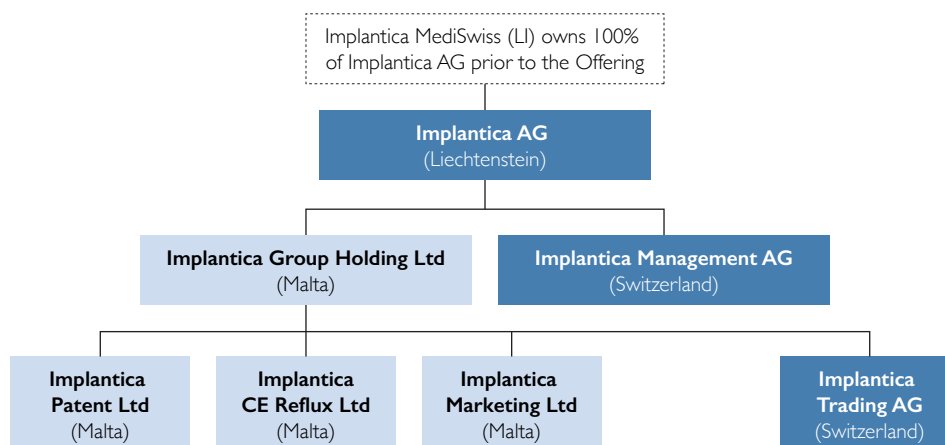 Implantica MediSwiss (LI) owns 100%
of Implantica AG prior to the Offering
Implantica AG
(Liechtenstein)
Implantica Group Holding Ltd
(Malta)
Implantica Management AG
(Switzerland)
Implantica
Patent Ltd
(Malta)
Implantica
CE Reflux Ltd
(Malta)
Implantica
Marketing Ltd
(Malta)
Implantica
Trading AG
(Switzerland)